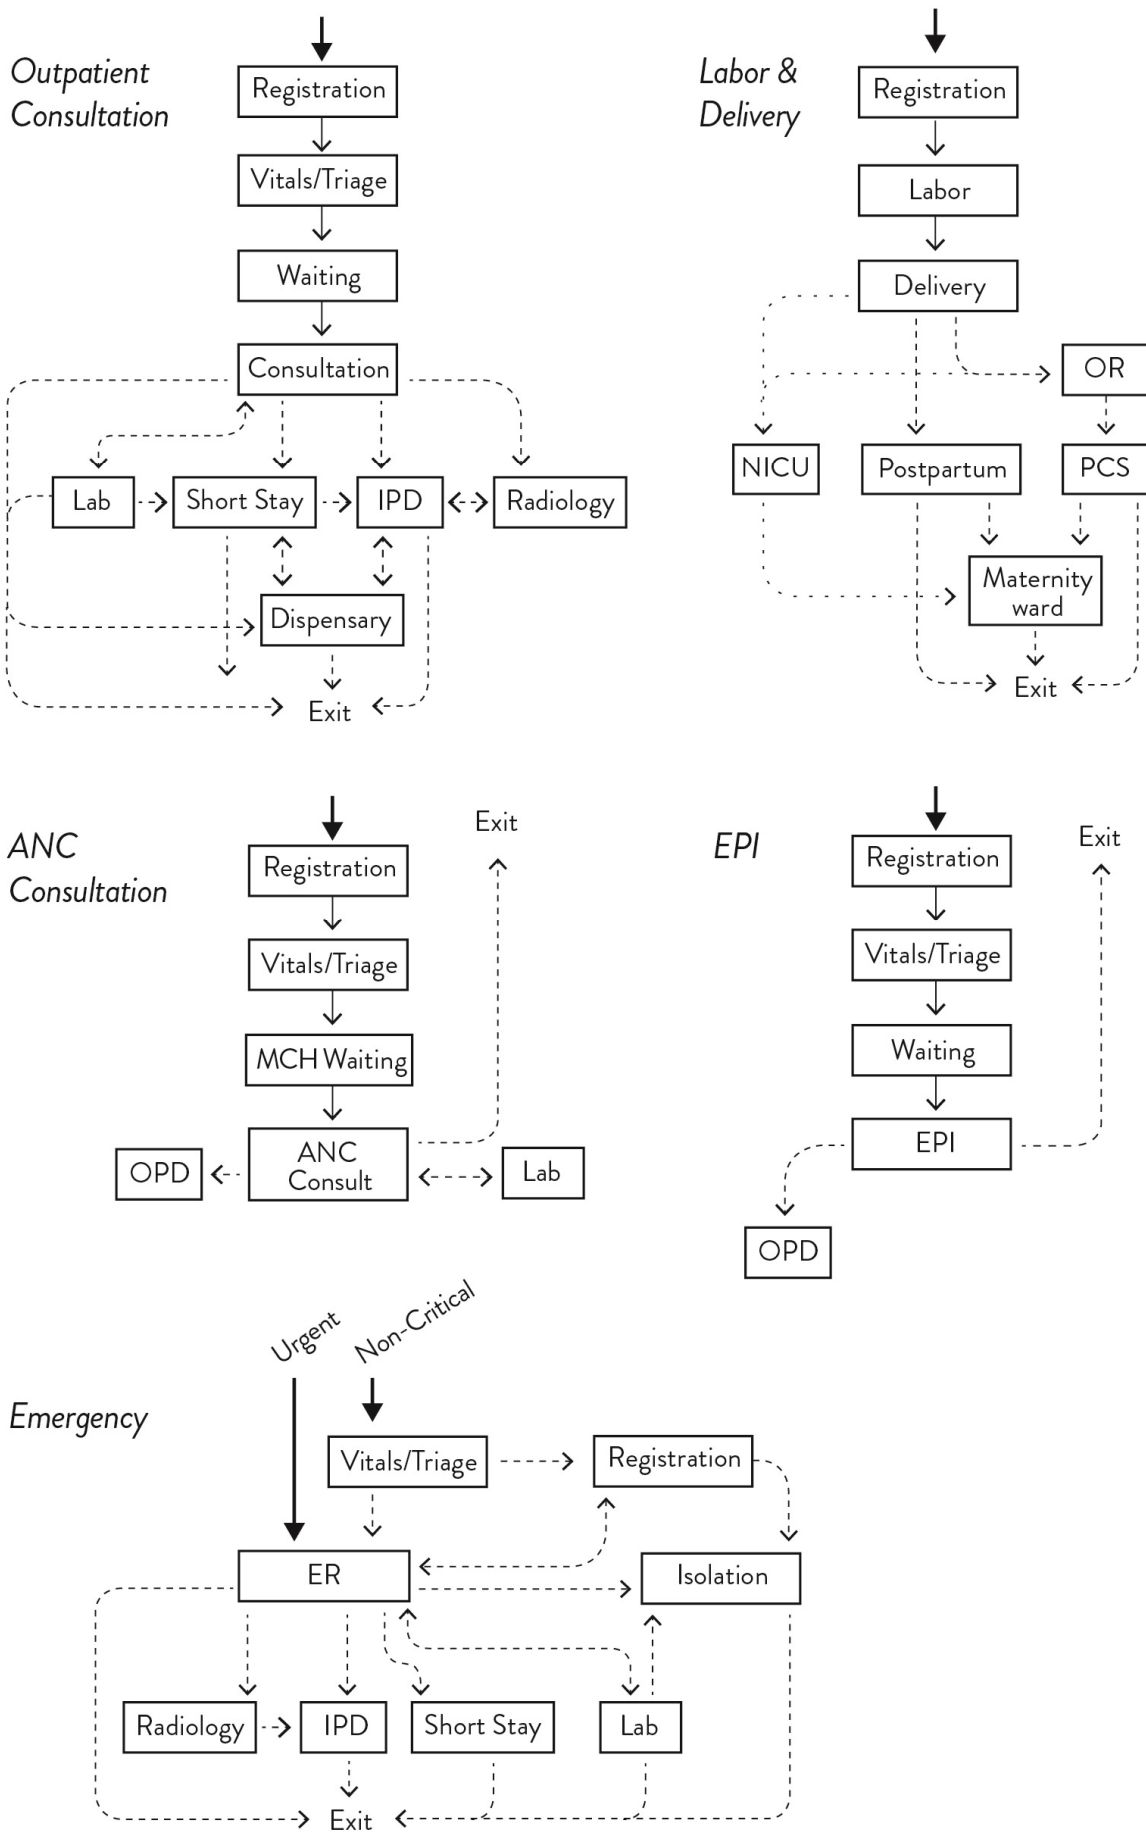 Outpatient
Consultation
Registration
Vitals/Triage
Waiting
Consultation
Lab
Short Stay
IPD
Radiology
Dispensary
Exit
Labor &
Delivery
Registration
Labor
Delivery
OR
NICU
Postpartum
PCS
Maternity
ward
Exit
ANC
Consultation
Registration
Vitals/Triage
MCH Waiting
ANC
Consult
OPD
Lab
Exit
EPI
Registration
Vitals/Triage
Waiting
EPI
OPD
Exit
Emergency
Urgent
Non-Critical
Vitals/Triage
Registration
ER
Isolation
Radiology
IPD
Short Stay
Lab
Exit